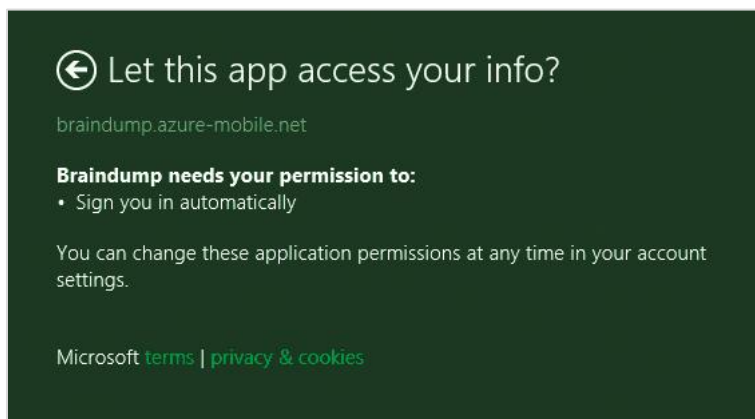 Let this app access your info?
braindump.azure-mobile.net
Braindump needs your permission to:
• Sign you in automatically
You can change these application permissions at any time in your account
settings.
Microsoft terms | privacy & cookies